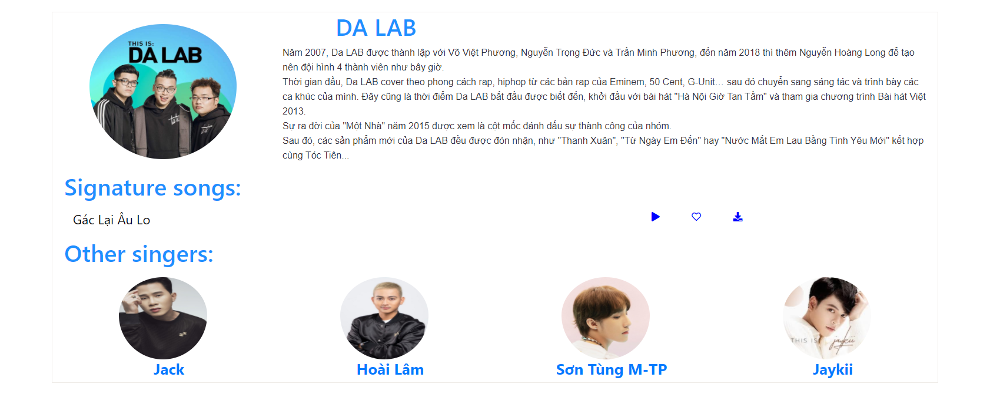 DA LAB
THIS IS:
DA LAB
Năm 2007, Da LAB được thành lập với Võ Việt Phương, Nguyễn Trọng Đức và Trần Minh Phương, đến năm 2018 thì thêm Nguyễn Hoàng Long để tạo
nên đội hình 4 thành viên như bây giờ.
Thời gian đầu, Da LAB cover theo phong cách rap, hiphop từ các bản rap của Eminem, 50 Cent, G-Unit... sau đó chuyển sang sáng tác và trình bày các
ca khúc của mình. Đây cũng là thời điểm Da LAB bắt đầu được biết đến, khởi đầu với bài hát "Hà Nội Giờ Tan Tầm" và tham gia chương trình Bài hát Việt
2013.
Sự ra đời của "Một Nhà" năm 2015 được xem là cột mốc đánh dấu sự thành công của nhóm.
Sau đó, các sản phẩm mới của Da LAB đều được đón nhận, như "Thanh Xuân", "Từ Ngày Em Đến" hay "Nước Mắt Em Lau Bằng Tình Yêu Mới" kết hợp
cùng Tóc Tiên...
Signature songs:
Gác Lại Âu Lo
Other singers:
THIS IS
jaykii
Jack
Hoài Lâm
Sơn Tùng M-TP
Jaykii